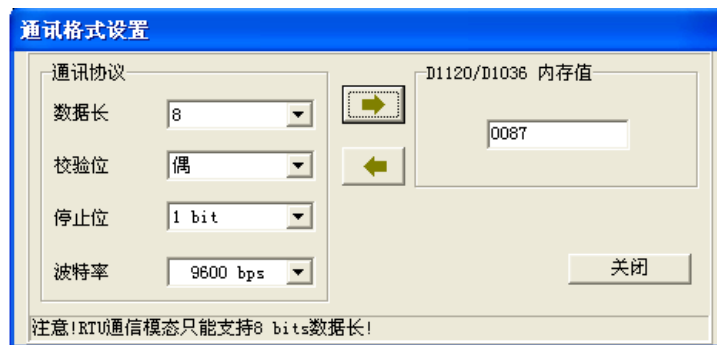 通讯格式设置
通讯协议
数据长 8
校验位 偶
停止位 1 bit
波特率 9600 bps
D1120/D1036 内存值
0087
关闭
注意!RTU通信模态只能支持8 bits数据长!